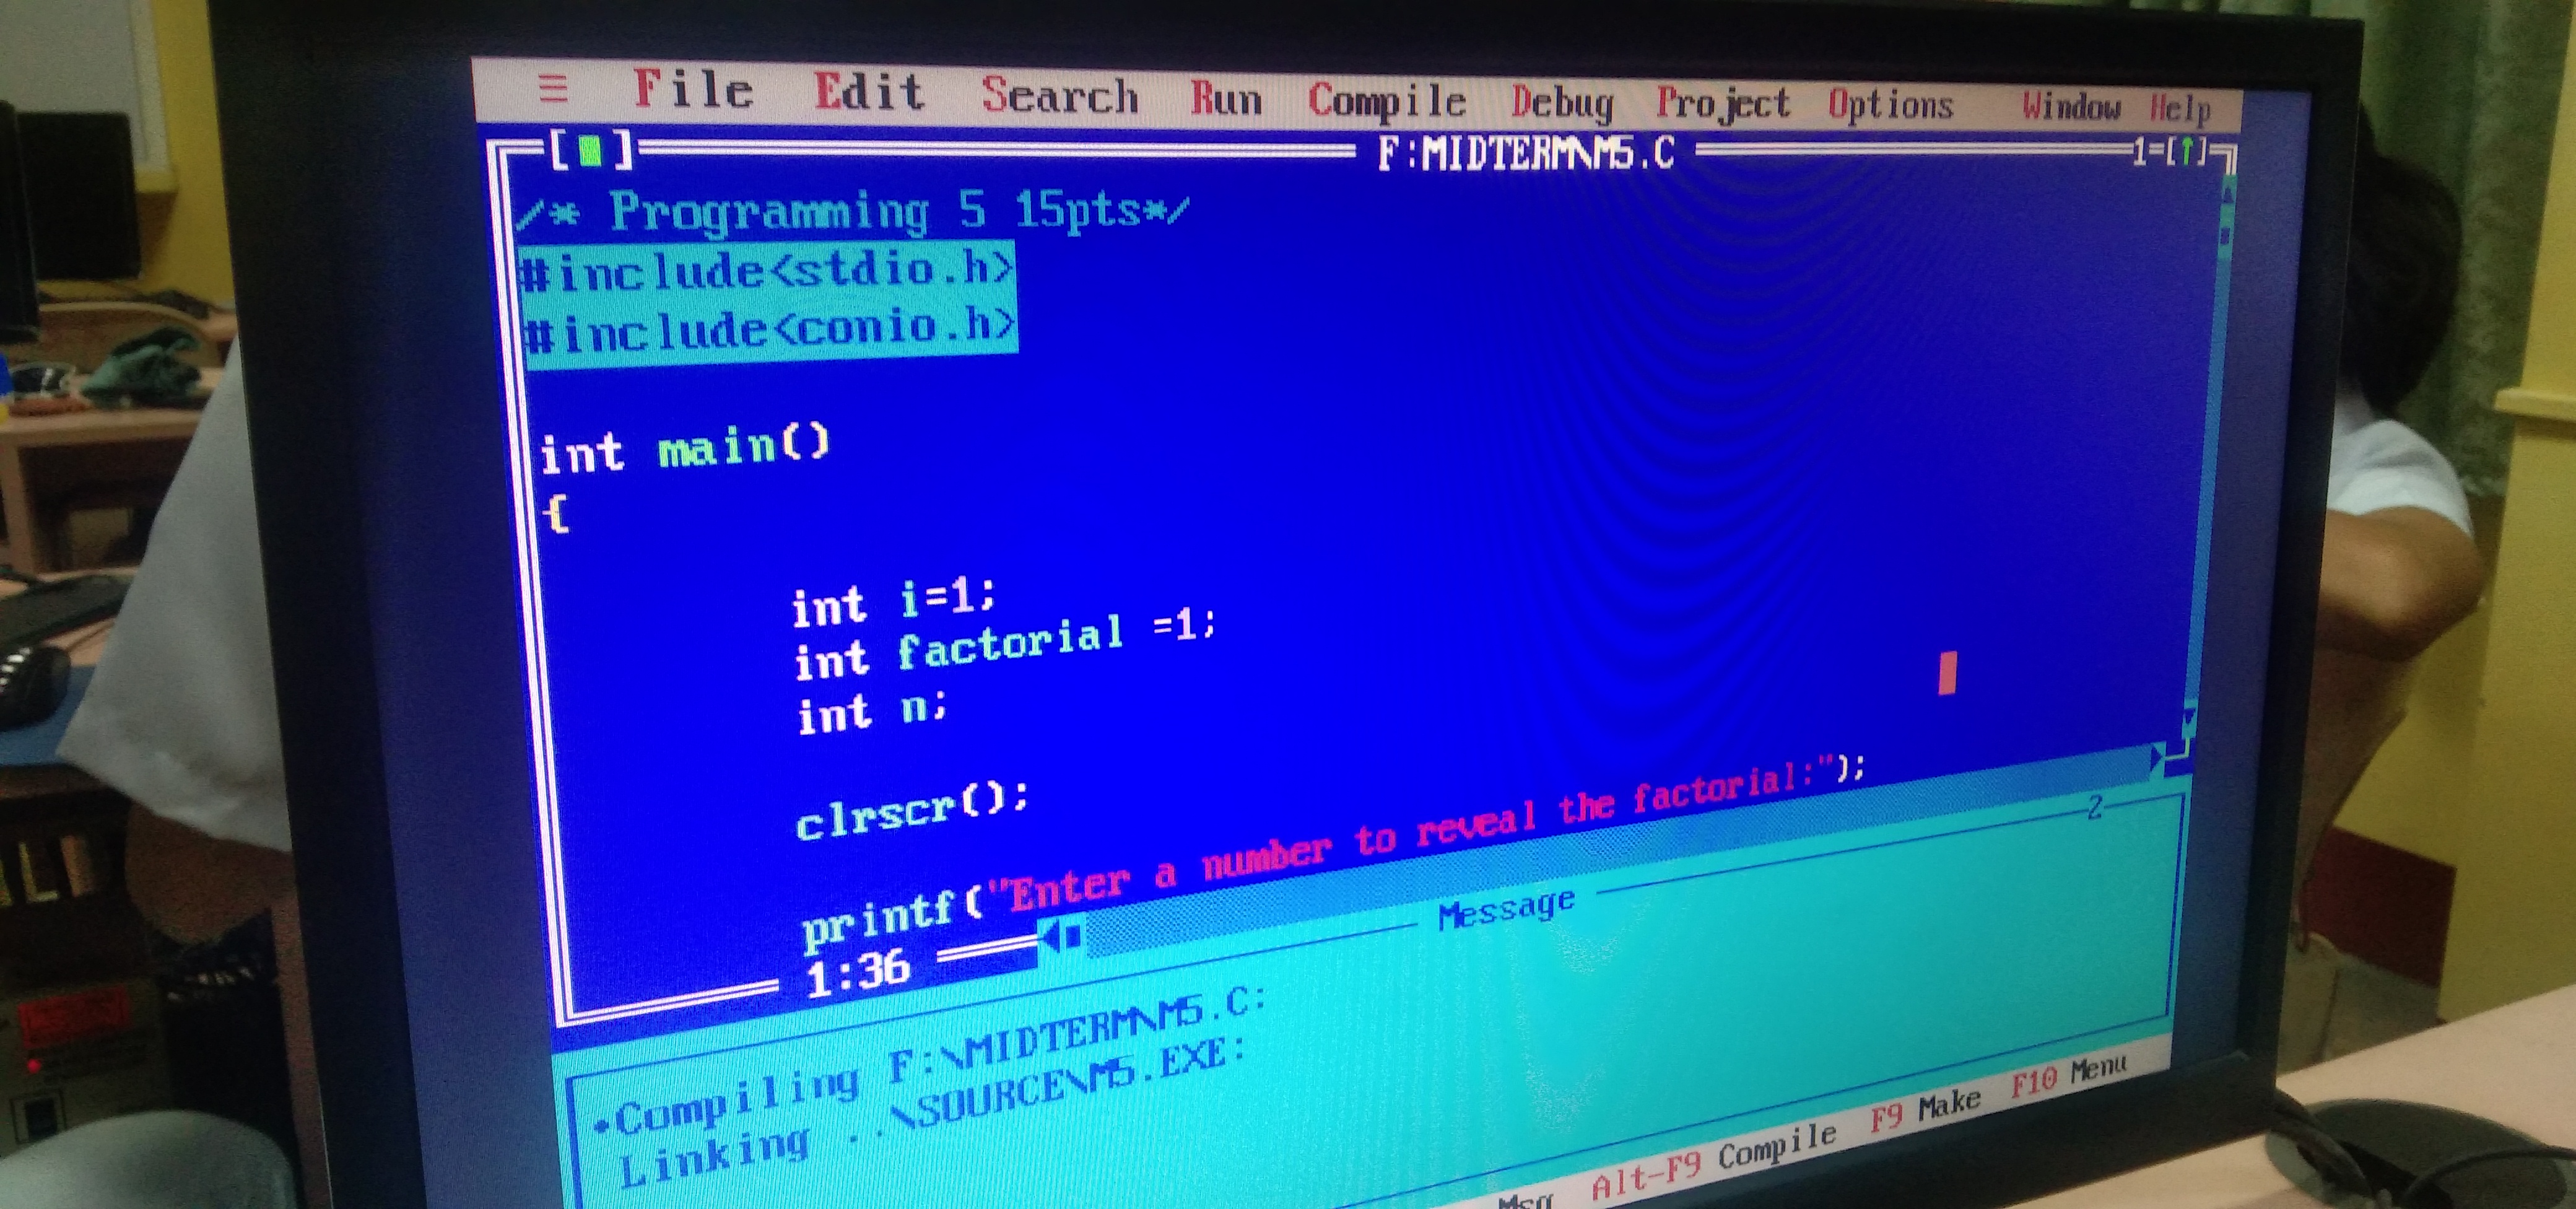 ≡ File Edit Search Run Compile Debug Project Options Window Help
[■] F:MIDTERM\M5.C 1=[↑]
/* Programming 5 15pts*/
#include<stdio.h>
#include<conio.h>
int main()
{
int i=1;
int factorial =1;
int n;
clrscr();
printf("Enter a number to reveal the factorial:");
1:36
Message 2
•Compiling F:\MIDTERM\M5.C:
Linking ..\SOURCE\M5.EXE:
Msg Alt-F9 Compile F9 Make F10 Menu